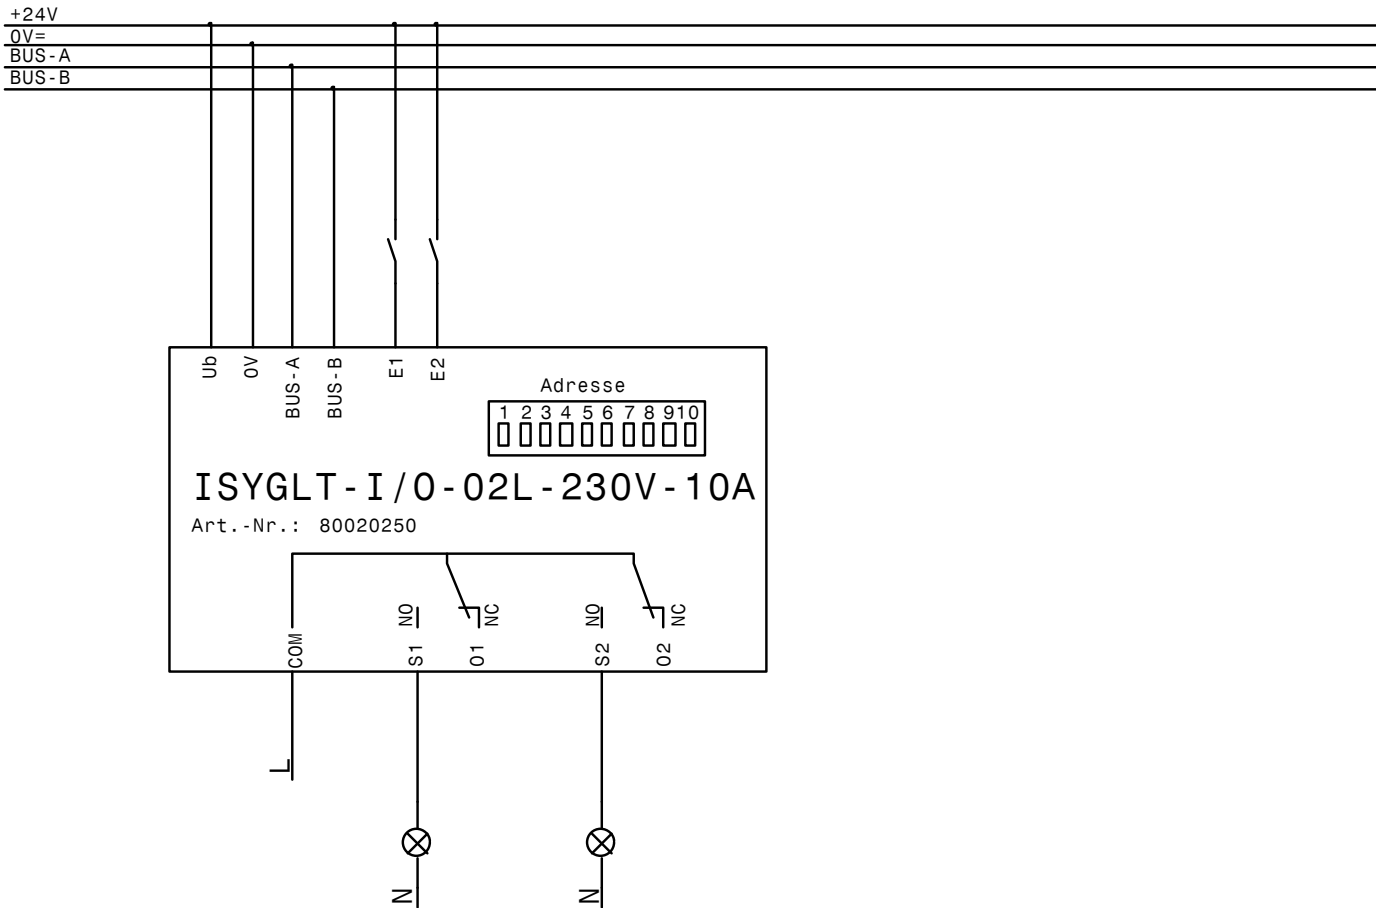 +24V
0V=
BUS-A
BUS-B
Ub 0V BUS-A BUS-B E1 E2
Adresse
1 2 3 4 5 6 7 8 9 10
ISYGLT-I/O-02L-230V-10A
Art.-Nr.: 80020250
NO NC NO NC
COM S1 O1 S2 O2
L
N N